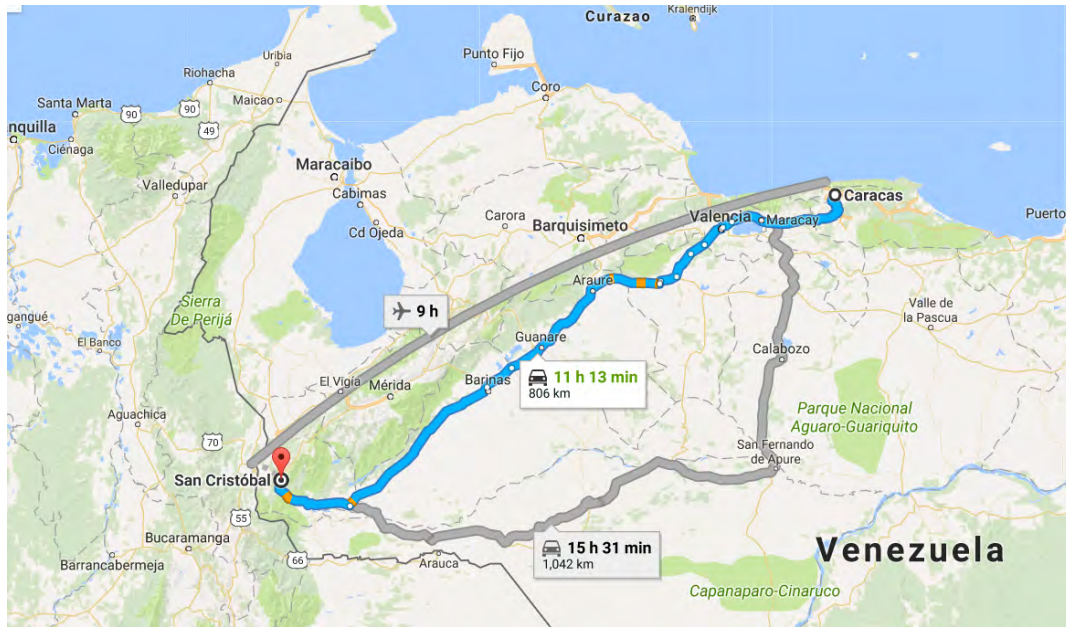 Curazao
Kralendijk
Punto Fijo
Uribia
Riohacha
Coro
Maicao
Santa Marta
90
90
49
nquilla
Ciénaga
Maracaibo
Valledupar
Cabimas
Caracas
Carora
Barquisimeto
Valencia
Maracay
Puerto
Cd Ojeda
Araure
Sierra
De Perijá
9 h
Valle de
la Pascua
gangué
El Banco
Guanare
Calabozo
11 h 13 min
806 km
El Vigía
Mérida
Barinas
Aguachica
Parque Nacional
Aguaro-Guariquito
70
San Fernando
de Apure
San Cristóbal
55
Bucaramanga
15 h 31 min
1,042 km
Venezuela
66
Arauca
Barrancabermeja
Capanaparo-Cinaruco